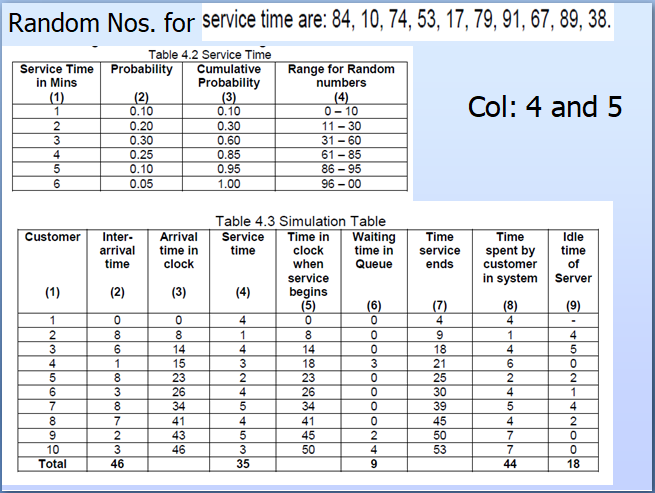 Random Nos. for service time are: 84, 10, 74, 53, 17, 79, 91, 67, 89, 38.
Table 4.2 Service Time
Service Time in Mins (1) Probability (2) Cumulative Probability (3) Range for Random numbers (4)
1 0.10 0.10 0 – 10
2 0.20 0.30 11 – 30
3 0.30 0.60 31 – 60
4 0.25 0.85 61 – 85
5 0.10 0.95 86 – 95
6 0.05 1.00 96 – 00
Col: 4 and 5
Table 4.3 Simulation Table
Customer (1) Inter-arrival time (2) Arrival time in clock (3) Service time (4) Time in clock when service begins (5) Waiting time in Queue (6) Time service ends (7) Time spent by customer in system (8) Idle time of Server (9)
1 0 0 4 0 0 4 4 -
2 8 8 1 8 0 9 1 4
3 6 14 4 14 0 18 4 5
4 1 15 3 18 3 21 6 0
5 8 23 2 23 0 25 2 2
6 3 26 4 26 0 30 4 1
7 8 34 5 34 0 39 5 4
8 7 41 4 41 0 45 4 2
9 2 43 5 45 2 50 7 0
10 3 46 3 50 4 53 7 0
Total 46 35 9 44 18